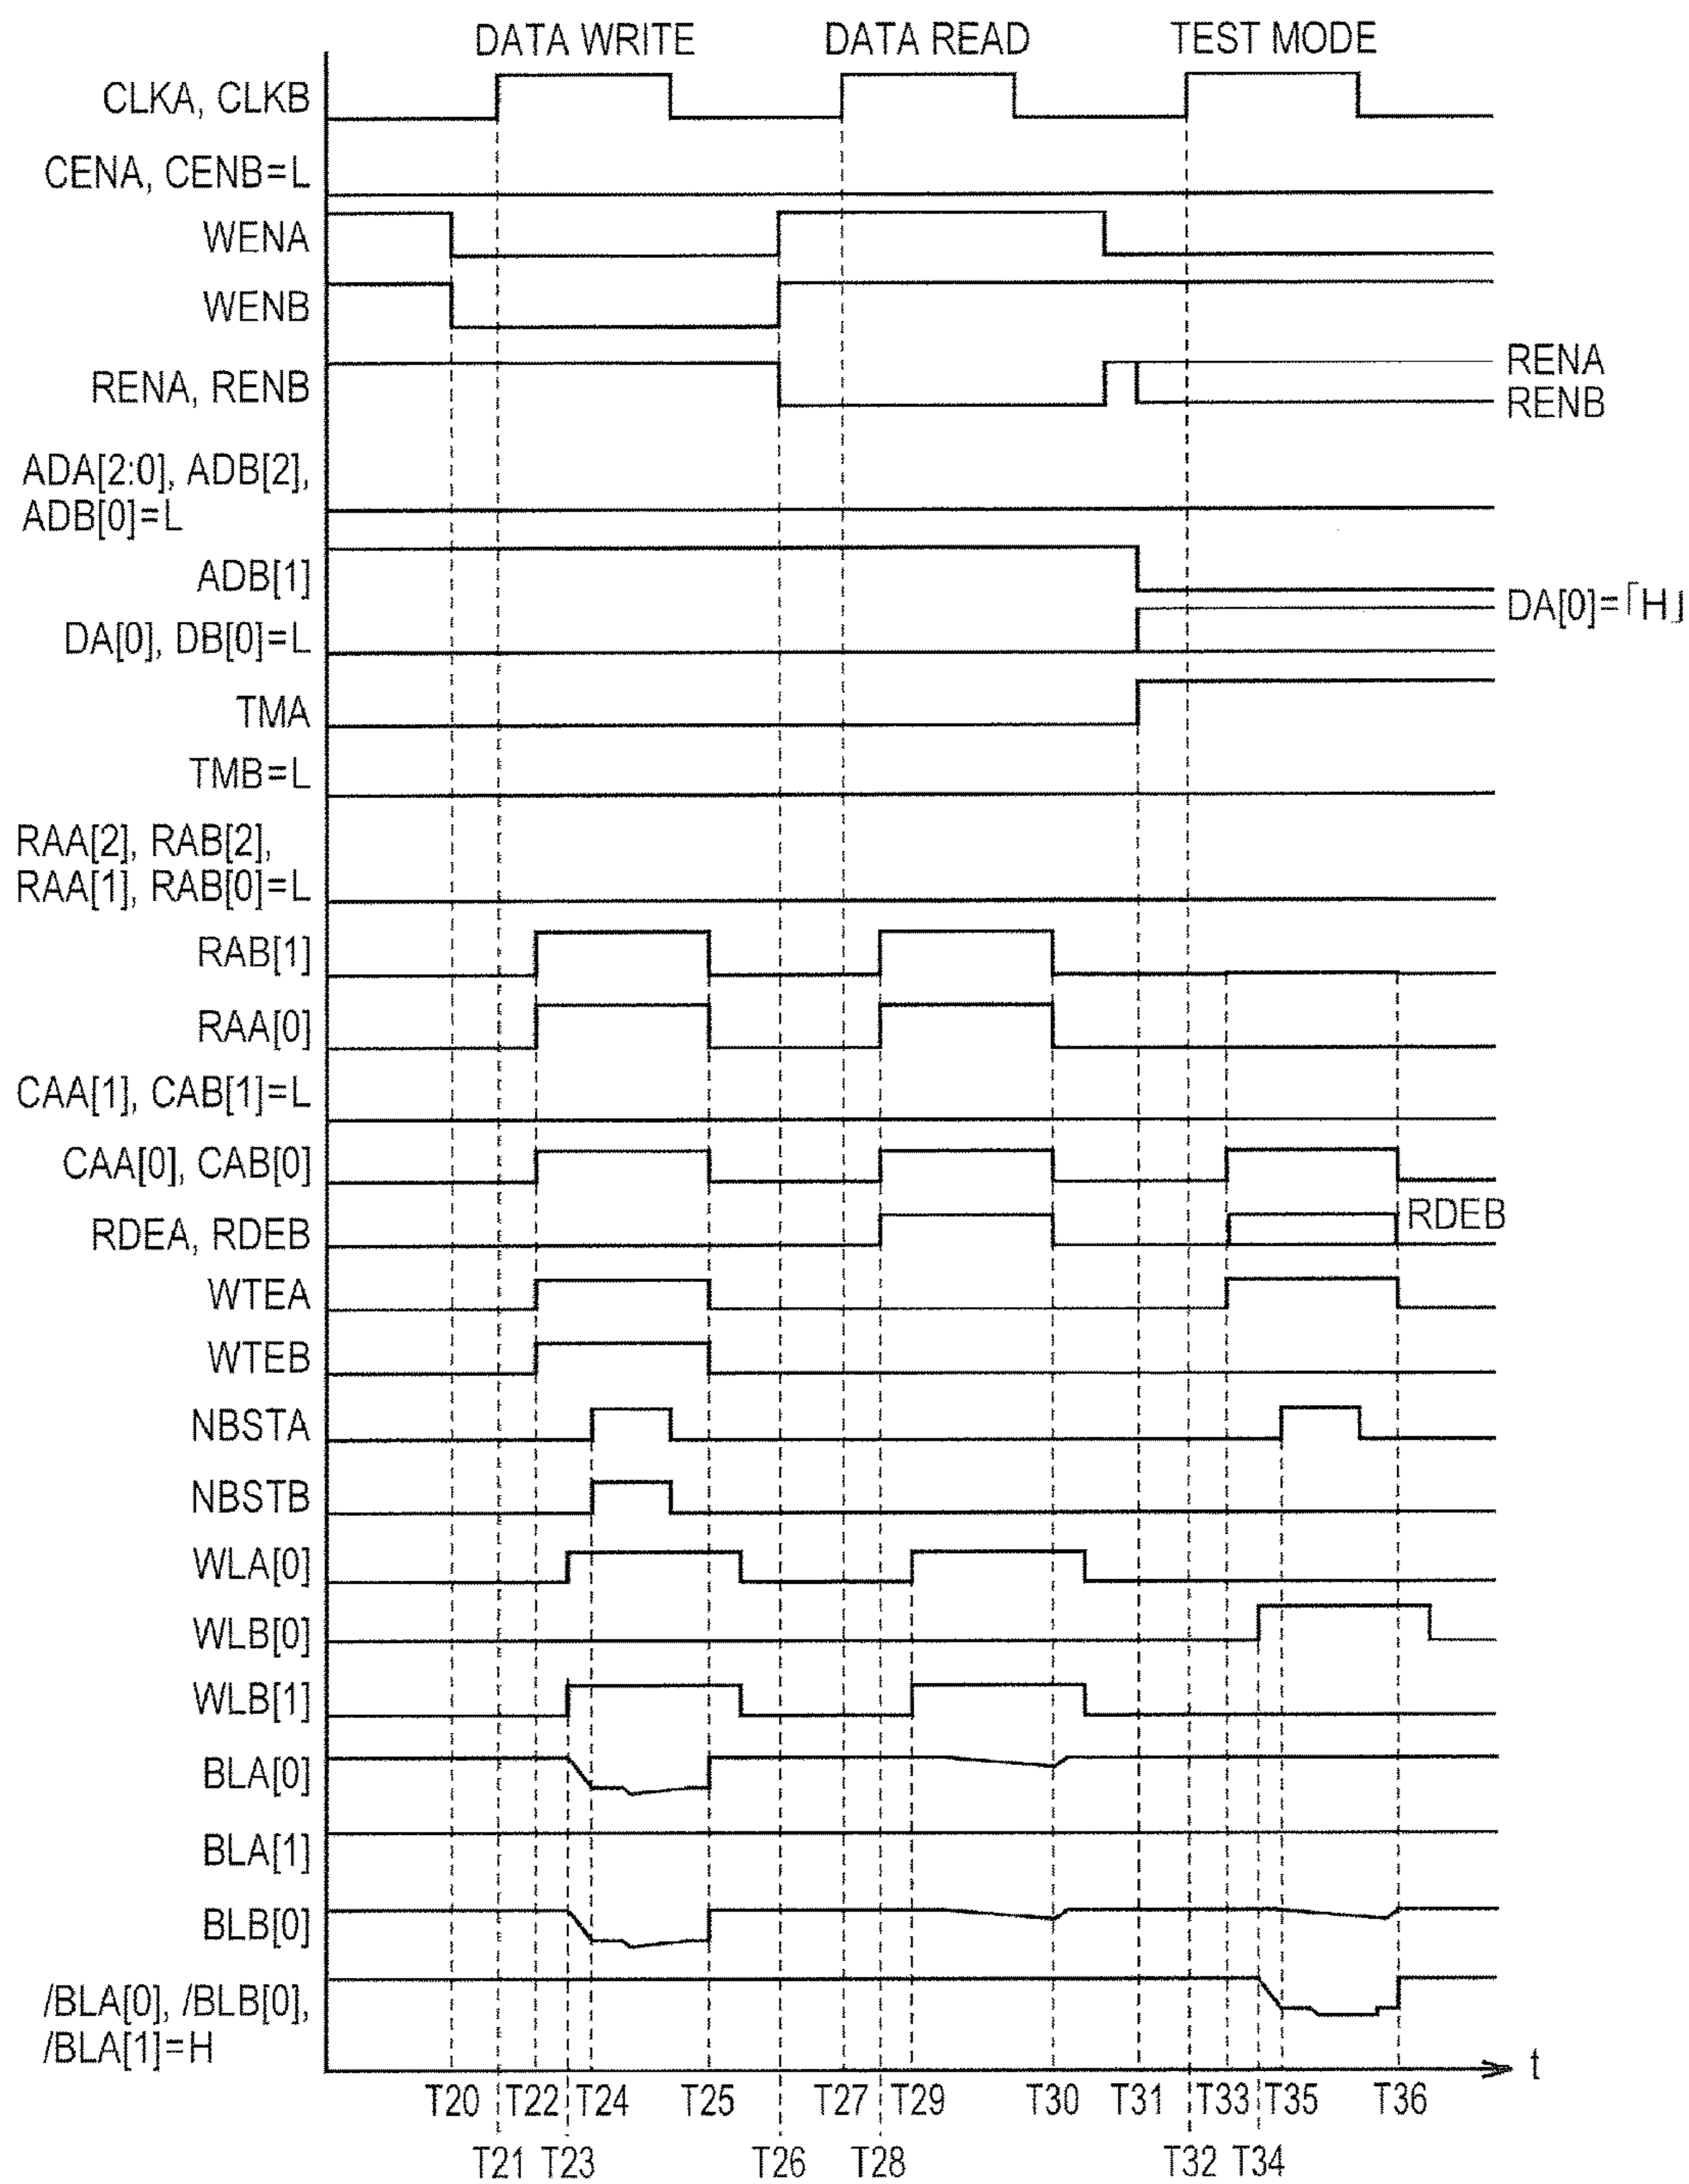 DATA WRITE DATA READ TEST MODE
CLKA, CLKB
CENA, CENB=L
WENA
WENB
RENA, RENB
RENA
RENB
ADA[2:0], ADB[2],
ADB[0]=L
ADB[1]
DA[0]=「H」
DA[0], DB[0]=L
TMA
TMB=L
RAA[2], RAB[2],
RAA[1], RAB[0]=L
RAB[1]
RAA[0]
CAA[1], CAB[1]=L
CAA[0], CAB[0]
RDEB
RDEA, RDEB
WTEA
WTEB
NBSTA
NBSTB
WLA[0]
WLB[0]
WLB[1]
BLA[0]
BLA[1]
BLB[0]
/BLA[0], /BLB[0],
/BLA[1]=H
t
T20 T22 T24 T25 T27 T29 T30 T31 T33 T35 T36
T21 T23 T26 T28 T32 T34